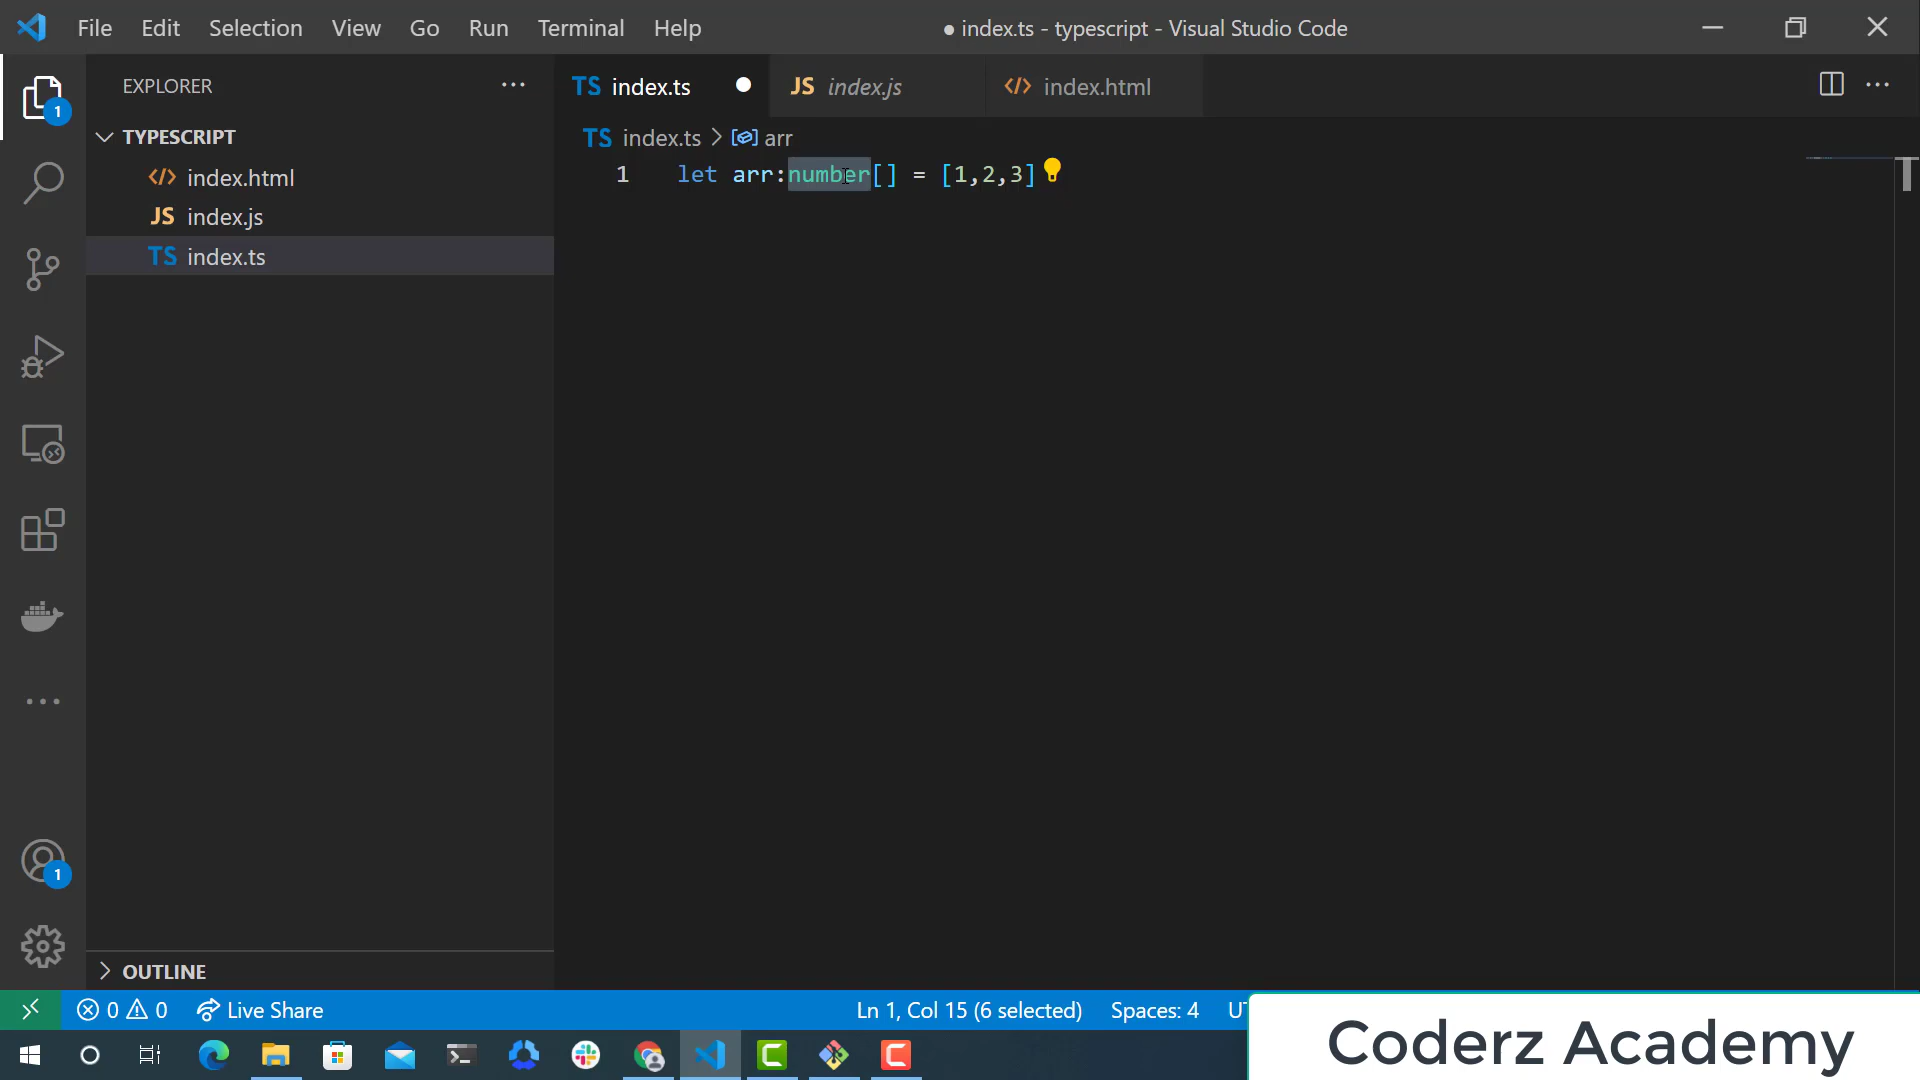 File Edit Selection View Go Run Terminal Help
● index.ts - typescript - Visual Studio Code
EXPLORER
TS index.ts
JS index.js
</> index.html
TYPESCRIPT
</> index.html
JS index.js
TS index.ts
TS index.ts > arr
1 let arr:number[] = [1,2,3]
1
1
OUTLINE
0 0 Live Share
Ln 1, Col 15 (6 selected) Spaces: 4
Coderz Academy